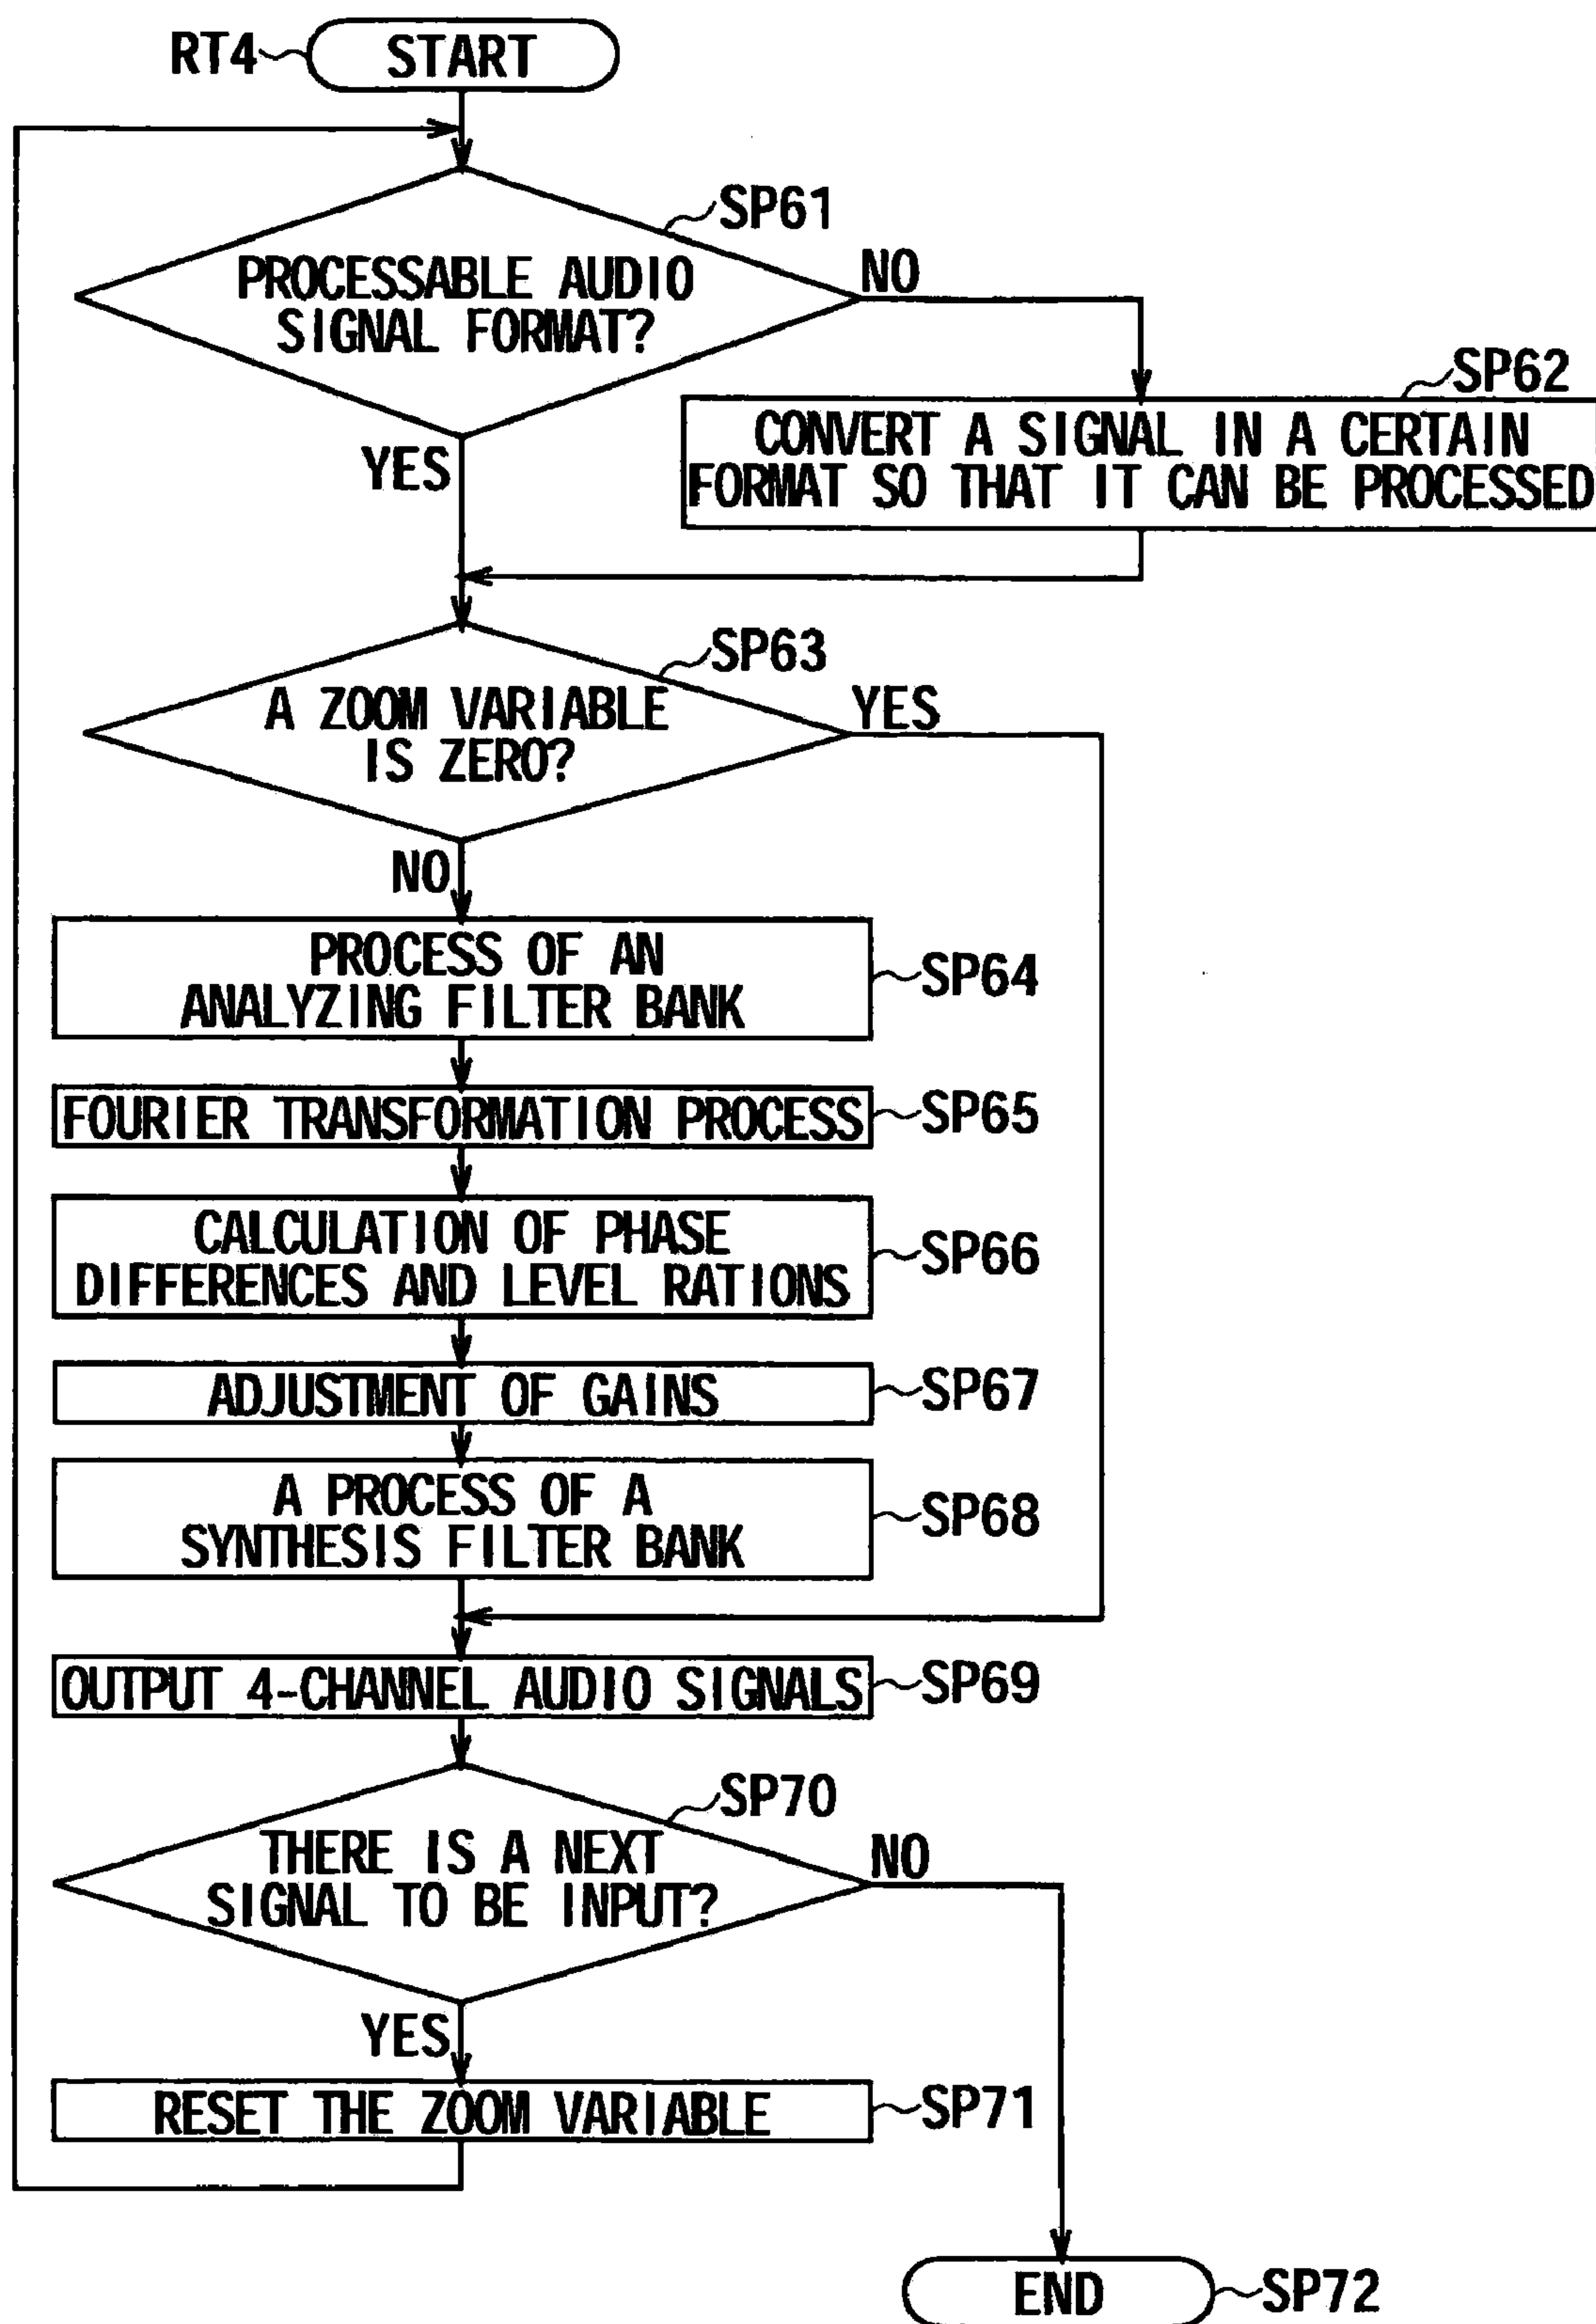 RT4
START
SP61
PROCESSABLE AUDIO
SIGNAL FORMAT?
NO
YES
SP62
CONVERT A SIGNAL IN A CERTAIN
FORMAT SO THAT IT CAN BE PROCESSED
SP63
A ZOOM VARIABLE
IS ZERO?
YES
NO
PROCESS OF AN
ANALYZING FILTER BANK
SP64
FOURIER TRANSFORMATION PROCESS
SP65
CALCULATION OF PHASE
DIFFERENCES AND LEVEL RATIONS
SP66
ADJUSTMENT OF GAINS
SP67
A PROCESS OF A
SYNTHESIS FILTER BANK
SP68
OUTPUT 4-CHANNEL AUDIO SIGNALS
SP69
SP70
THERE IS A NEXT
SIGNAL TO BE INPUT?
NO
YES
RESET THE ZOOM VARIABLE
SP71
END
SP72